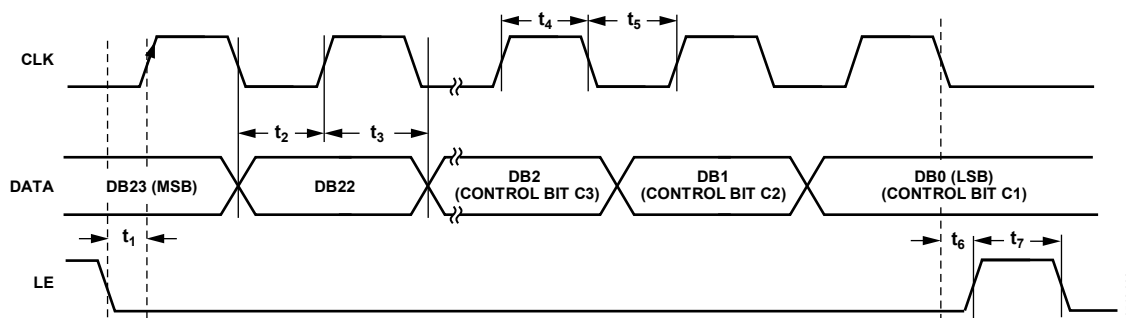 t4
t5
CLK
t2
t3
DATA
DB23 (MSB)
DB22
DB2
(CONTROL BIT C3)
DB1
(CONTROL BIT C2)
DB0 (LSB)
(CONTROL BIT C1)
t1
t6
t7
LE